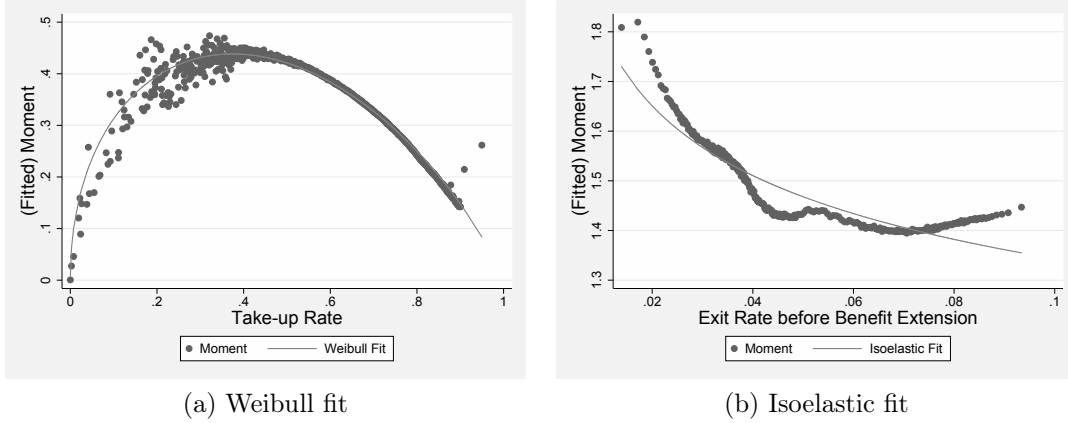 (Fitted) Moment
.5
.4
.3
.2
.1
0
0
.2
.4
.6
.8
1
Take-up Rate
Moment
Weibull Fit
(a) Weibull fit
(Fitted) Moment
1.8
1.7
1.6
1.5
1.4
1.3
.02
.04
.06
.08
.1
Exit Rate before Benefit Extension
Moment
Isoelastic Fit
(b) Isoelastic fit